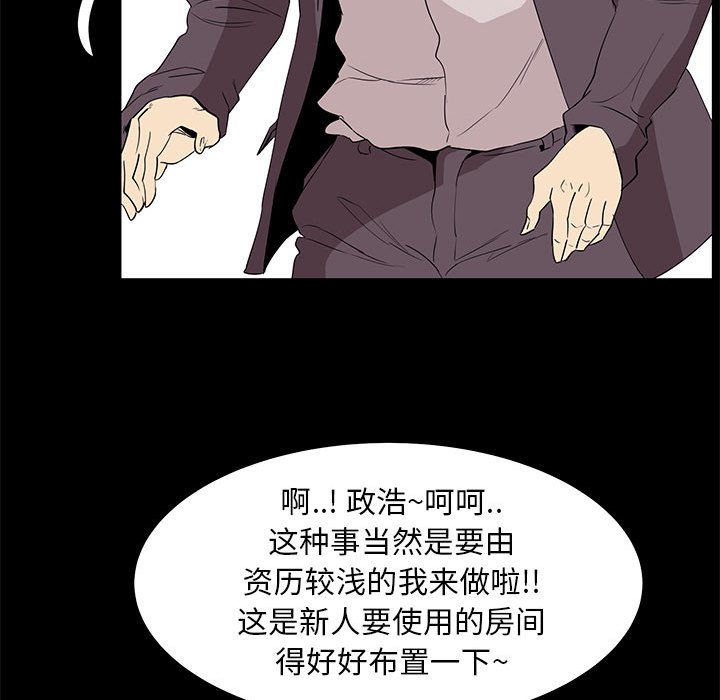 啊..! 政浩~呵呵..
这种事当然是要由
资历较浅的我来做啦!!
这是新人要使用的房间
得好好布置一下~